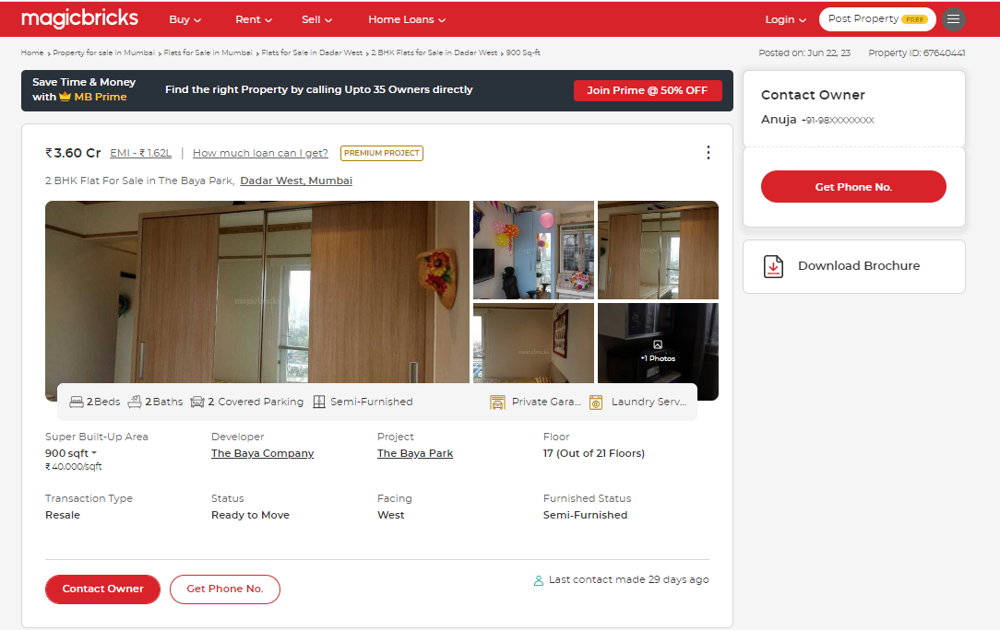 magicbricks Buy Rent Sell Home Loans Login Post Property FREE
Home > Property for sale in Mumbai > Flats for Sale in Mumbai > Flats for Sale in Dadar West > 2 BHK Flats for Sale in Dadar West > 900 Sq-ft
Posted on: Jun 22, 23 Property ID: 67640441
Save Time & Money
with MB Prime
Find the right Property by calling Upto 35 Owners directly
Join Prime @ 50% OFF
Contact Owner
Anuja +91-98XXXXXXXX
Get Phone No.
Download Brochure
₹3.60 Cr EMI - ₹1.62L | How much loan can I get? PREMIUM PROJECT
2 BHK Flat For Sale in The Baya Park, Dadar West, Mumbai
magicbricks
+1 Photos
2 Beds 2 Baths 2 Covered Parking Semi-Furnished Private Gara... Laundry Serv...
Super Built-Up Area Developer Project Floor
900 sqft The Baya Company The Baya Park 17 (Out of 21 Floors)
₹40,000/sqft
Transaction Type Status Facing Furnished Status
Resale Ready to Move West Semi-Furnished
Contact Owner Get Phone No. Last contact made 29 days ago